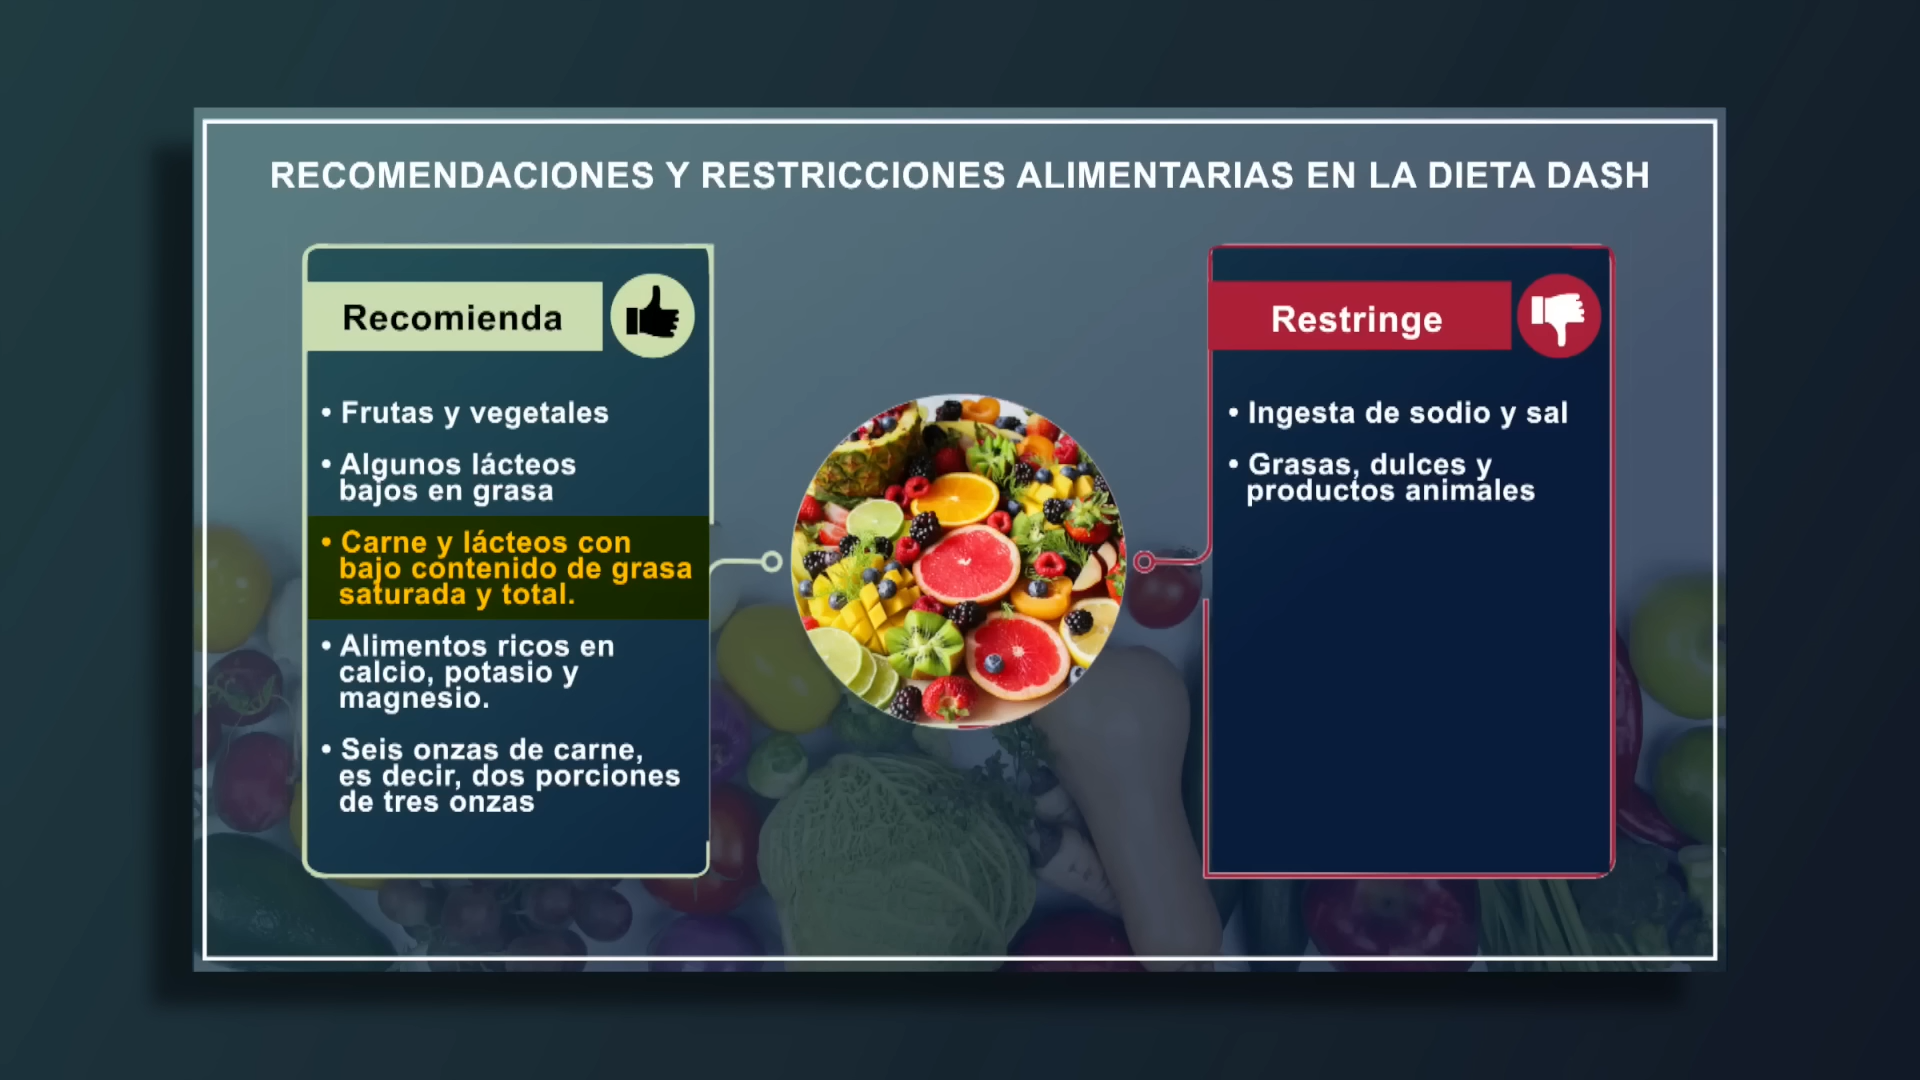 RECOMENDACIONES Y RESTRICCIONES ALIMENTARIAS EN LA DIETA DASH
Recomienda
• Frutas y vegetales
• Algunos lácteos
bajos en grasa
• Carne y lácteos con
bajo contenido de grasa
saturada y total.
• Alimentos ricos en
calcio, potasio y
magnesio.
• Seis onzas de carne,
es decir, dos porciones
de tres onzas
Restringe
• Ingesta de sodio y sal
• Grasas, dulces y
productos animales